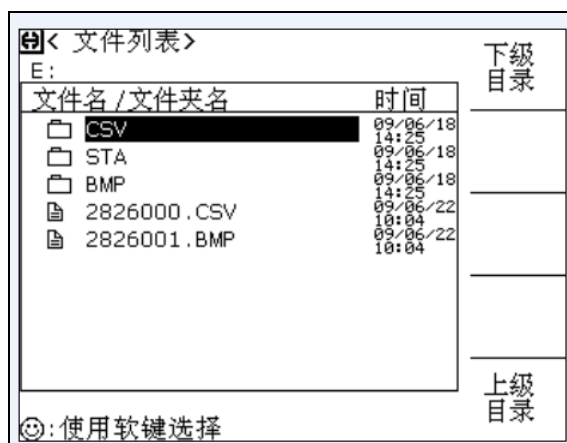 < 文件列表>
E:
文件名/文件夹名 时间
CSV 09/06/18 14:25
STA 09/06/18 14:25
BMP 09/06/18 14:25
2826000.CSV 09/06/22 10:04
2826001.BMP 09/06/22 10:04
:使用软键选择
下级
目录
上级
目录